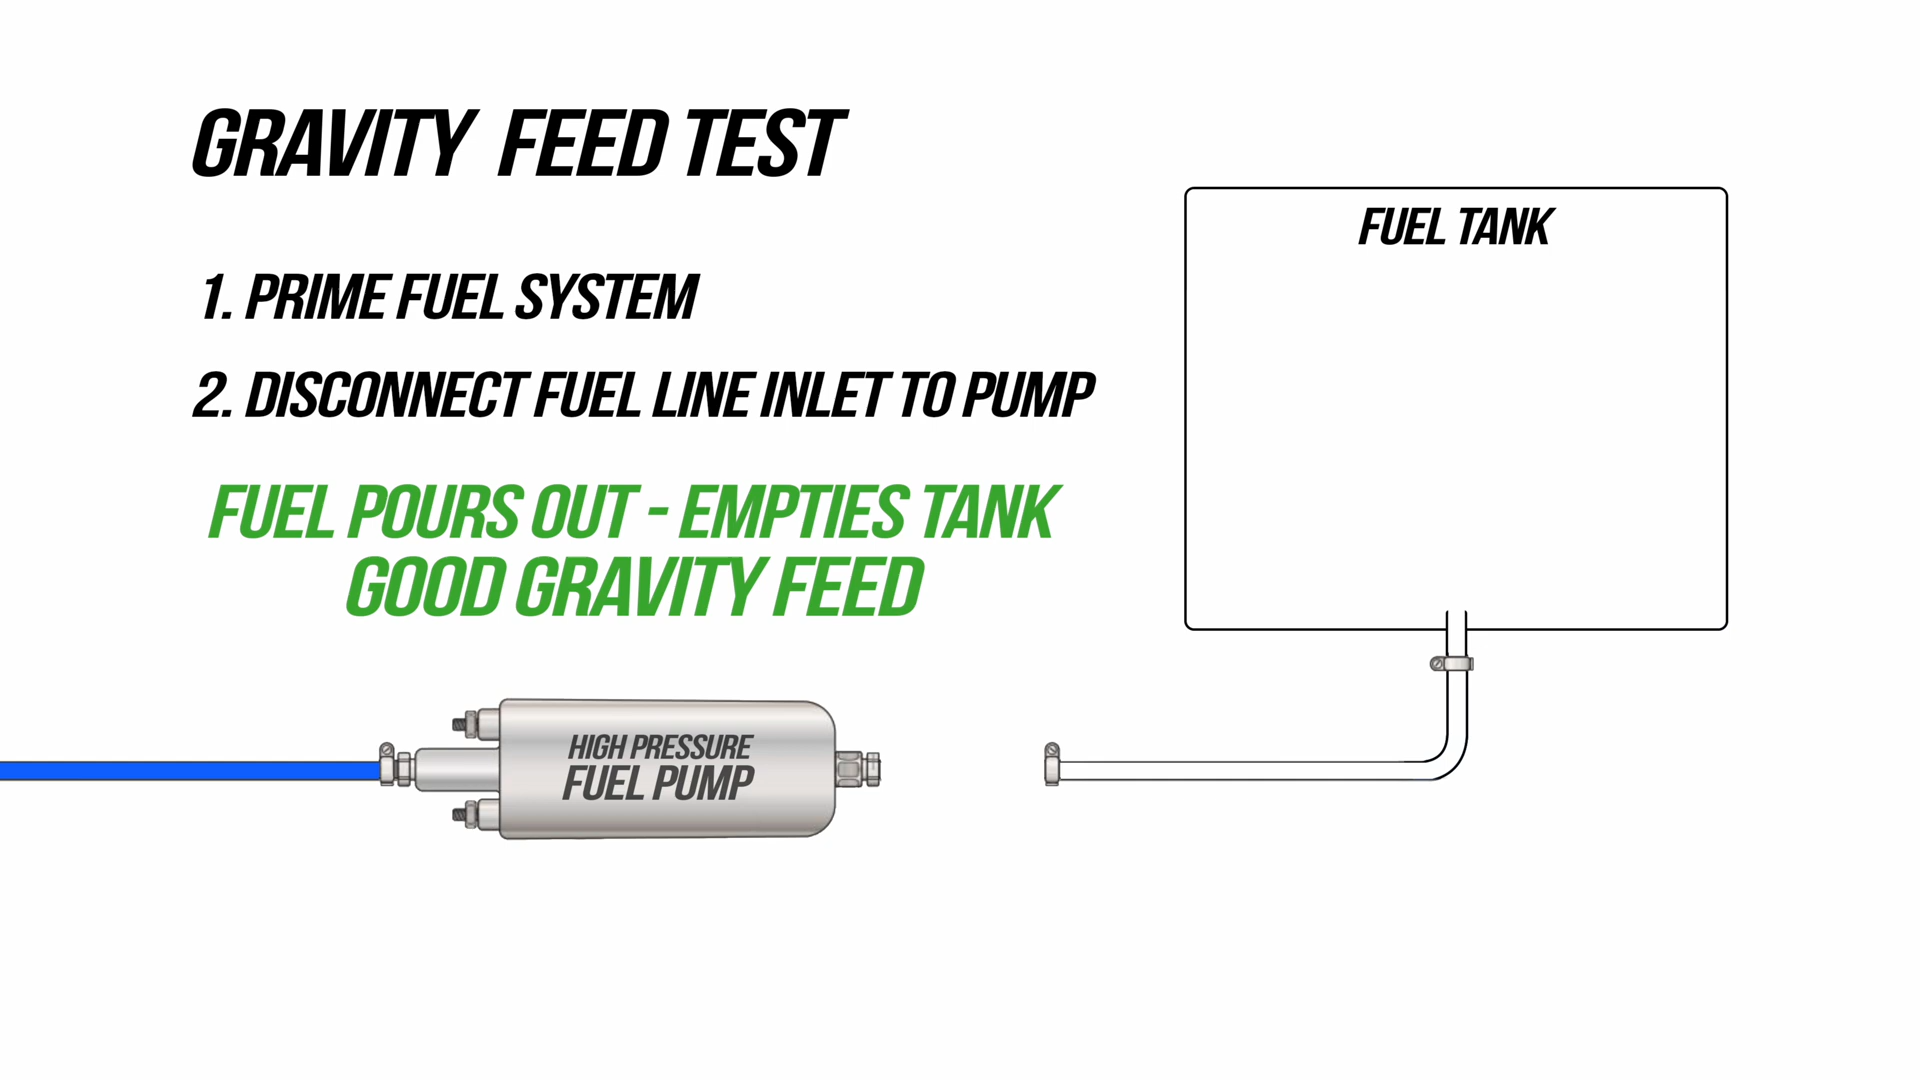 GRAVITY FEED TEST
1. PRIME FUEL SYSTEM
2. DISCONNECT FUEL LINE INLET TO PUMP
FUEL POURS OUT - EMPTIES TANK
GOOD GRAVITY FEED
FUEL TANK
HIGH PRESSURE
FUEL PUMP